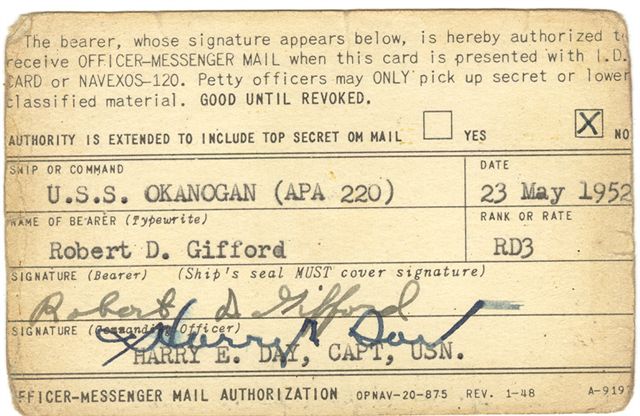 The bearer, whose signature appears below, is hereby authorized to
receive OFFICER-MESSENGER MAIL when this card is presented with I.D.
CARD or NAVEXOS-120. Petty officers may ONLY pick up secret or lower
classified material. GOOD UNTIL REVOKED.
AUTHORITY IS EXTENDED TO INCLUDE TOP SECRET OM MAIL YES X NO
SHIP OR COMMAND DATE
U.S.S. OKANOGAN (APA 220) 23 May 1952
NAME OF BEARER (Typewrite) RANK OR RATE
Robert D. Gifford RD3
SIGNATURE (Bearer) (Ship's seal MUST cover signature)
Robert D Gifford
SIGNATURE (Commanding Officer)
Harry E Day
HARRY E. DAY, CAPT, USN.
OFFICER-MESSENGER MAIL AUTHORIZATION OPNAV-20-875 REV. 1-48 A-9197